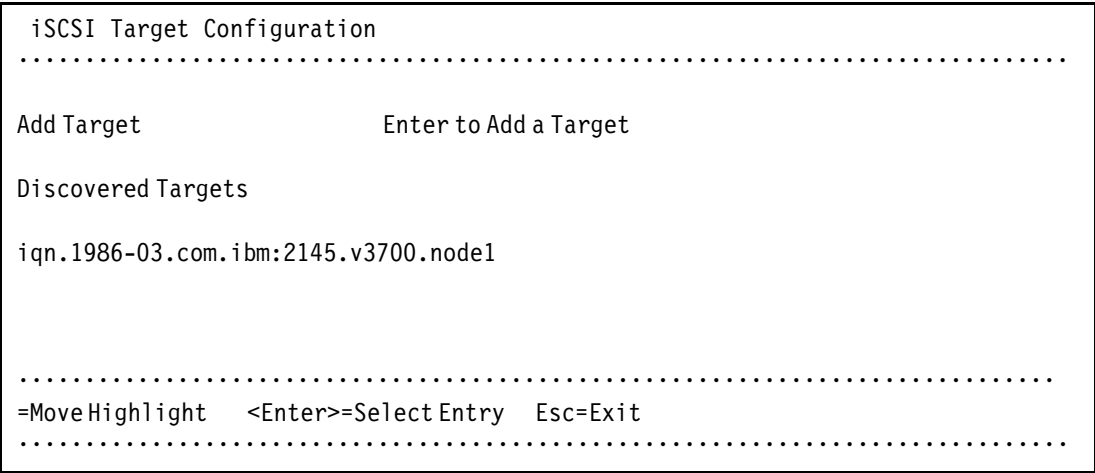 iSCSI Target Configuration
...............................................................................
Add Target Enter to Add a Target
Discovered Targets
iqn.1986-03.com.ibm:2145.v3700.node1
..............................................................................
=Move Highlight <Enter>=Select Entry Esc=Exit
...............................................................................